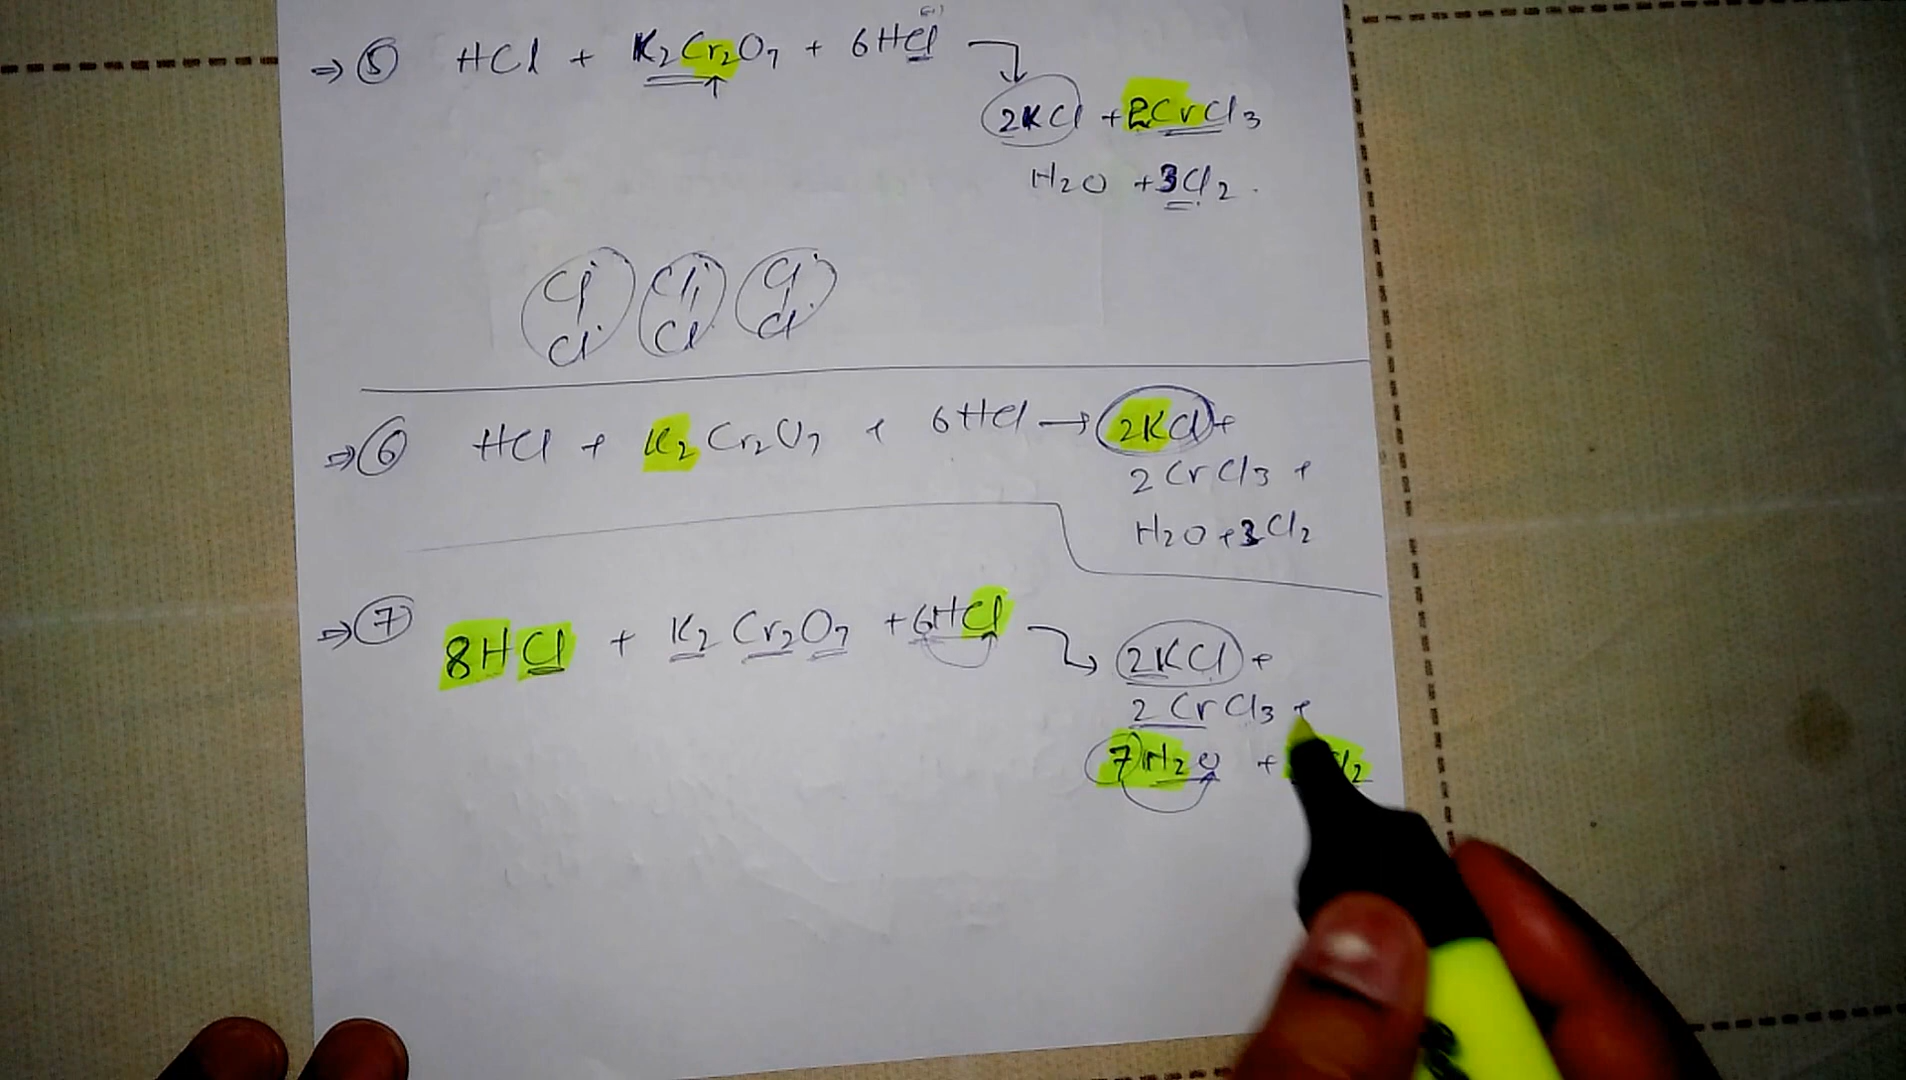 ⇒ ⑤ HCl + K2Cr2O7 + 6HCl
2KCl + 2CrCl3
H2O + 3Cl2
Cl Cl Cl
Cl Cl Cl
⇒ ⑥ HCl + K2Cr2O7 + 6HCl → 2KCl +
2CrCl3 +
H2O + 3Cl2
⇒ ⑦ 8HCl + K2Cr2O7 + 6HCl
2KCl +
2CrCl3 +
7H2O +